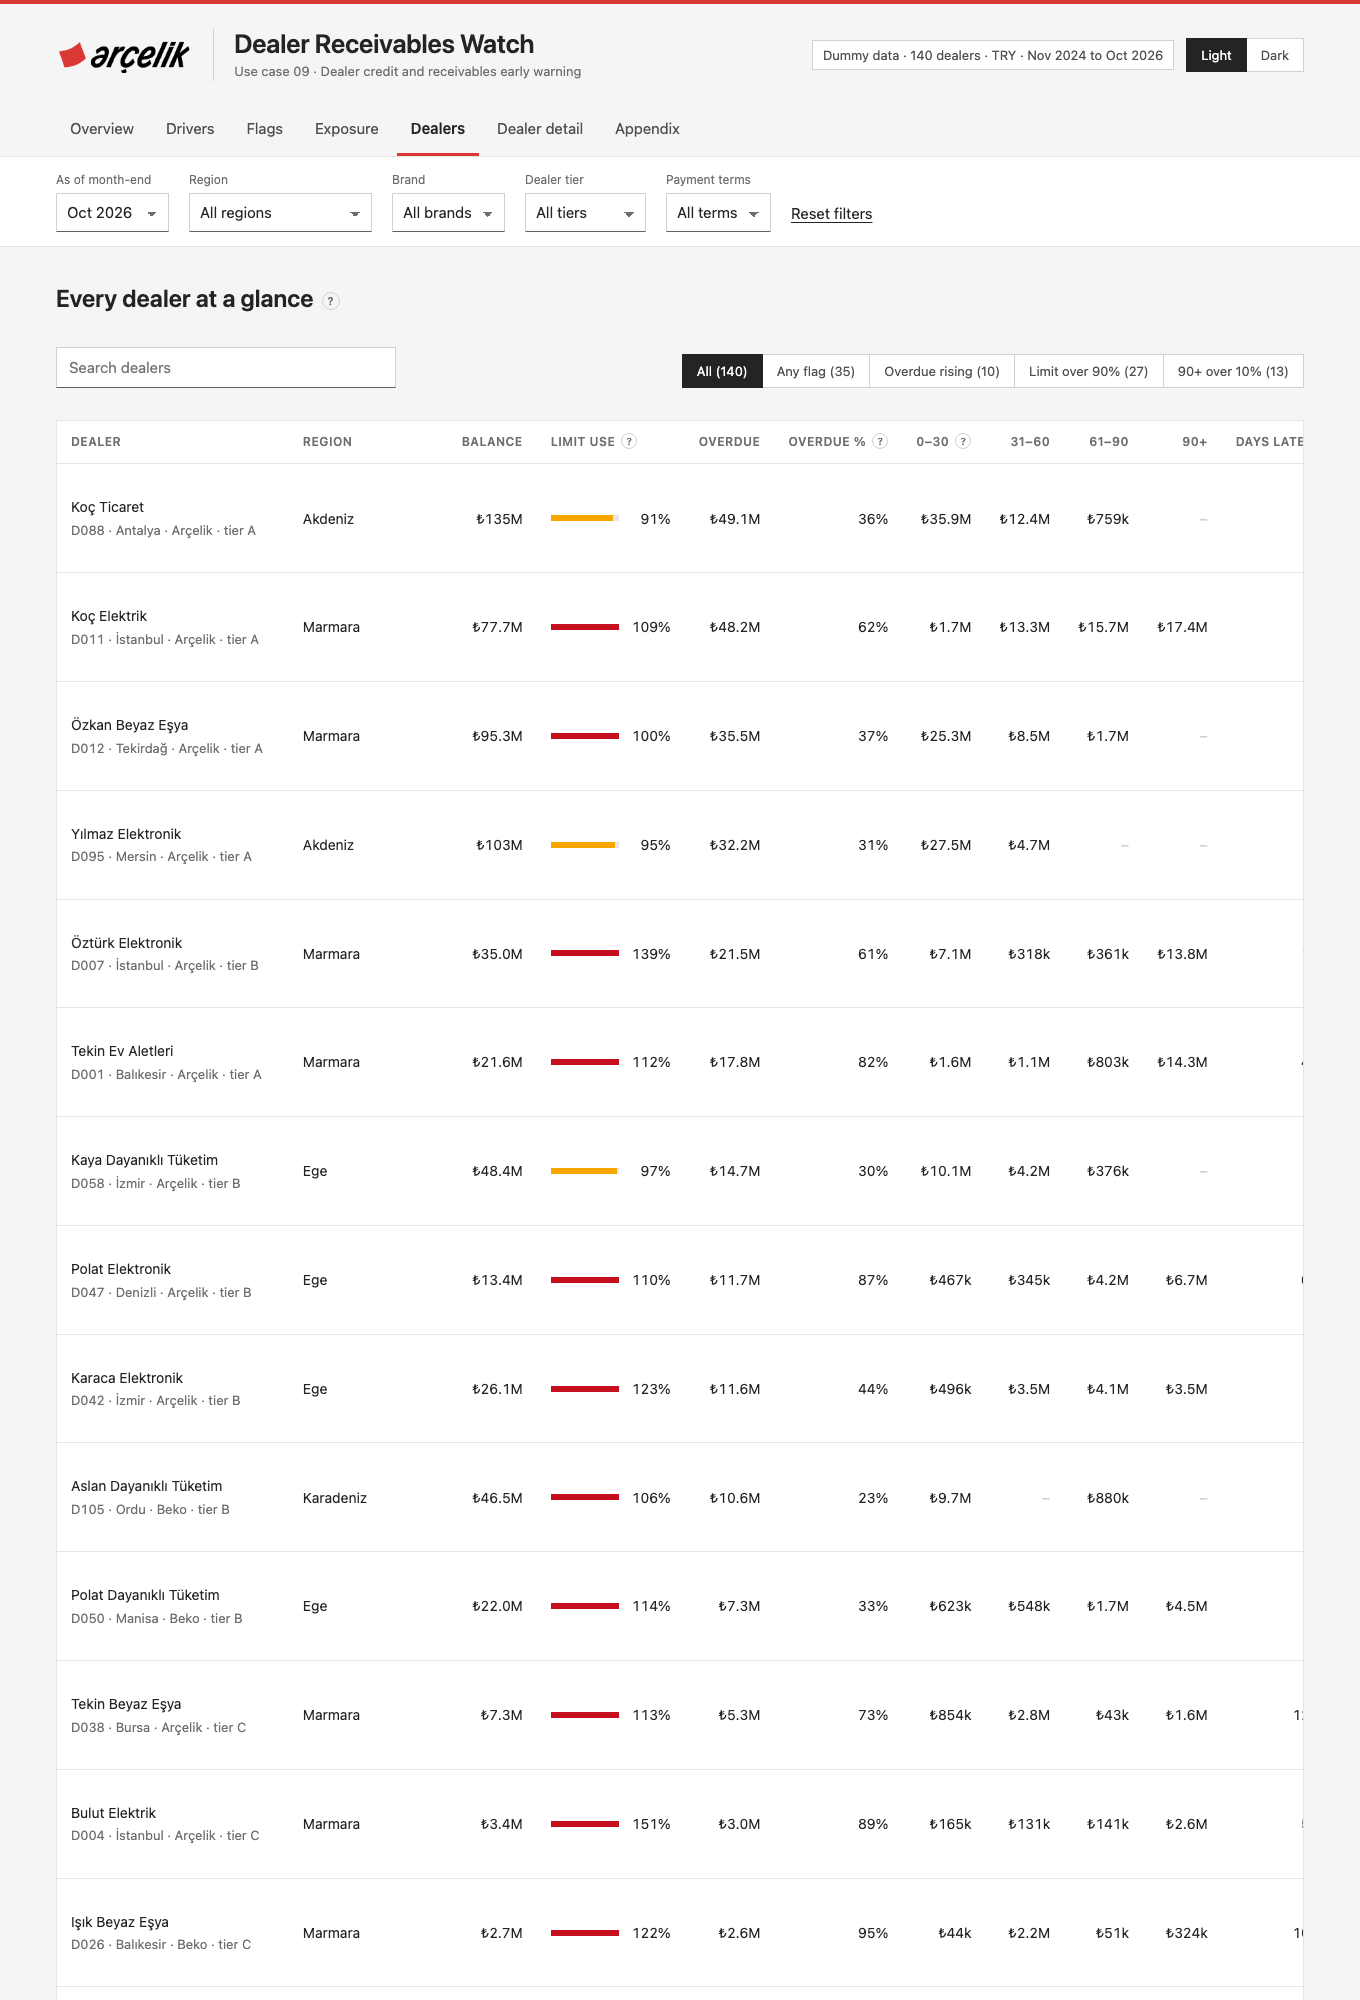 arçelik
Dealer Receivables Watch
Use case 09 · Dealer credit and receivables early warning
Dummy data · 140 dealers · TRY · Nov 2024 to Oct 2026
Light Dark
Overview Drivers Flags Exposure Dealers Dealer detail Appendix
As of month-end Region Brand Dealer tier Payment terms
Oct 2026 All regions All brands All tiers All terms Reset filters
Every dealer at a glance ?
Search dealers
All (140) Any flag (35) Overdue rising (10) Limit over 90% (27) 90+ over 10% (13)
DEALER REGION BALANCE LIMIT USE ? OVERDUE OVERDUE % ? 0–30 ? 31–60 61–90 90+ DAYS LATE
Koç Ticaret
D088 · Antalya · Arçelik · tier A
Akdeniz ₺135M 91% ₺49.1M 36% ₺35.9M ₺12.4M ₺759k –
Koç Elektrik
D011 · İstanbul · Arçelik · tier A
Marmara ₺77.7M 109% ₺48.2M 62% ₺1.7M ₺13.3M ₺15.7M ₺17.4M
Özkan Beyaz Eşya
D012 · Tekirdağ · Arçelik · tier A
Marmara ₺95.3M 100% ₺35.5M 37% ₺25.3M ₺8.5M ₺1.7M –
Yılmaz Elektronik
D095 · Mersin · Arçelik · tier A
Akdeniz ₺103M 95% ₺32.2M 31% ₺27.5M ₺4.7M – –
Öztürk Elektronik
D007 · İstanbul · Arçelik · tier B
Marmara ₺35.0M 139% ₺21.5M 61% ₺7.1M ₺318k ₺361k ₺13.8M
Tekin Ev Aletleri
D001 · Balıkesir · Arçelik · tier A
Marmara ₺21.6M 112% ₺17.8M 82% ₺1.6M ₺1.1M ₺803k ₺14.3M
Kaya Dayanıklı Tüketim
D058 · İzmir · Arçelik · tier B
Ege ₺48.4M 97% ₺14.7M 30% ₺10.1M ₺4.2M ₺376k –
Polat Elektronik
D047 · Denizli · Arçelik · tier B
Ege ₺13.4M 110% ₺11.7M 87% ₺467k ₺345k ₺4.2M ₺6.7M
Karaca Elektronik
D042 · İzmir · Arçelik · tier B
Ege ₺26.1M 123% ₺11.6M 44% ₺496k ₺3.5M ₺4.1M ₺3.5M
Aslan Dayanıklı Tüketim
D105 · Ordu · Beko · tier B
Karadeniz ₺46.5M 106% ₺10.6M 23% ₺9.7M – ₺880k –
Polat Dayanıklı Tüketim
D050 · Manisa · Beko · tier B
Ege ₺22.0M 114% ₺7.3M 33% ₺623k ₺548k ₺1.7M ₺4.5M
Tekin Beyaz Eşya
D038 · Bursa · Arçelik · tier C
Marmara ₺7.3M 113% ₺5.3M 73% ₺854k ₺2.8M ₺43k ₺1.6M
Bulut Elektrik
D004 · İstanbul · Arçelik · tier C
Marmara ₺3.4M 151% ₺3.0M 89% ₺165k ₺131k ₺141k ₺2.6M
Işık Beyaz Eşya
D026 · Balıkesir · Beko · tier C
Marmara ₺2.7M 122% ₺2.6M 95% ₺44k ₺2.2M ₺51k ₺324k